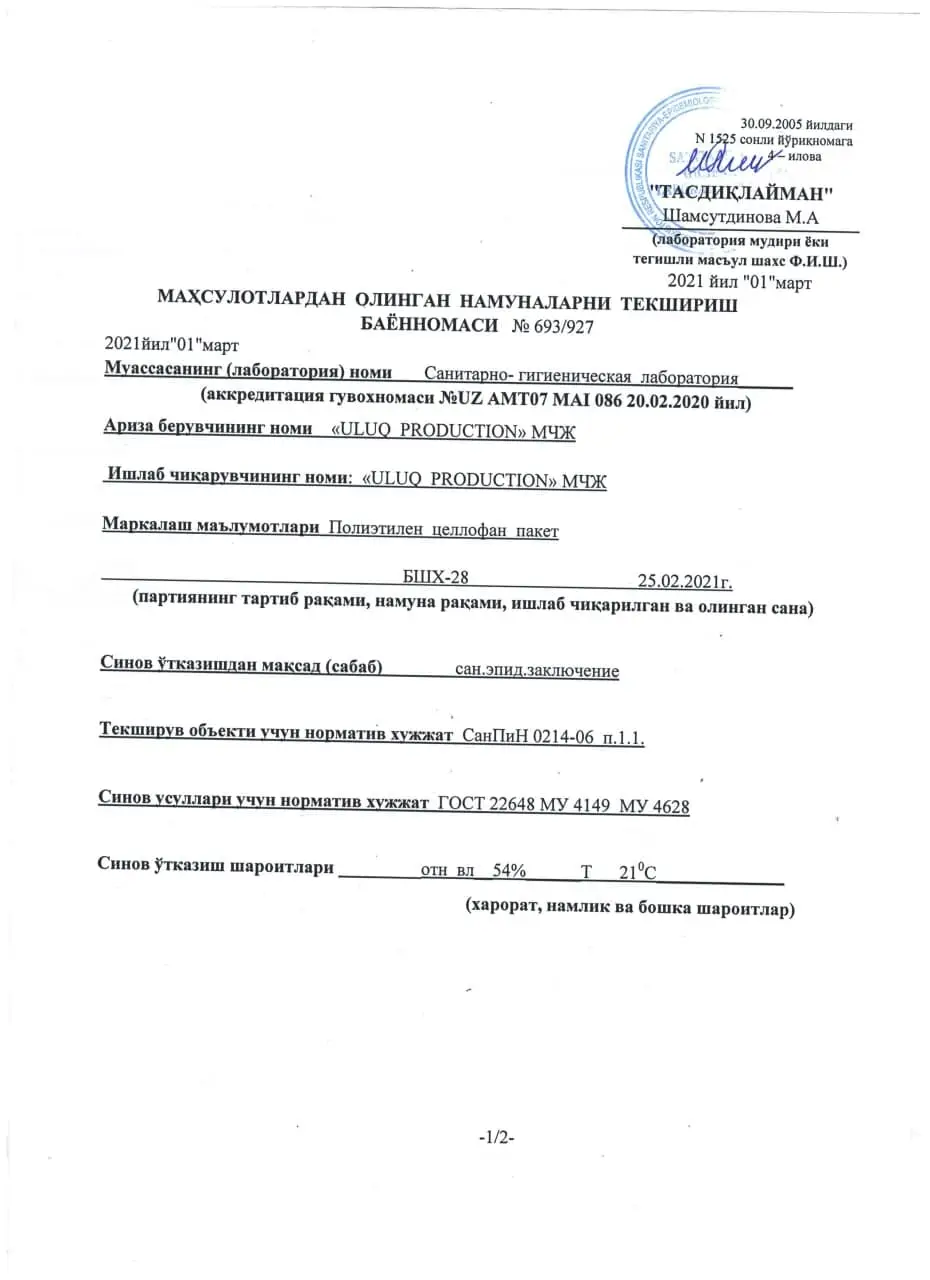 30.09.2005 йилдаги
N 1525 сонли йўриқномага
4 – илова
"ТАСДИҚЛАЙМАН"
Шамсутдинова М.А
(лаборатория мудири ёки
тегишли масъул шахс Ф.И.Ш.)
2021 йил "01"март
МАҲСУЛОТЛАРДАН ОЛИНГАН НАМУНАЛАРНИ ТЕКШИРИШ
БАЁННОМАСИ № 693/927
2021йил"01"март
Муассасанинг (лаборатория) номи Санитарно- гигиеническая лаборатория
(аккредитация гувохномаси №UZ AMT07 MAI 086 20.02.2020 йил)
Ариза берувчининг номи «ULUQ PRODUCTION» МЧЖ
Ишлаб чиқарувчининг номи: «ULUQ PRODUCTION» МЧЖ
Маркалаш маълумотлари Полиэтилен целлофан пакет
БШХ-28 25.02.2021г.
(партиянинг тартиб рақами, намуна рақами, ишлаб чиқарилган ва олинган сана)
Синов ўтказишдан мақсад (сабаб) сан.эпид.заключение
Текширув объекти учун норматив хужжат СанПиН 0214-06 п.1.1.
Синов усуллари учун норматив хужжат ГОСТ 22648 МУ 4149 МУ 4628
Синов ўтказиш шароитлари отн вл 54% Т 21⁰С
(харорат, намлик ва бошка шароитлар)
-1/2-